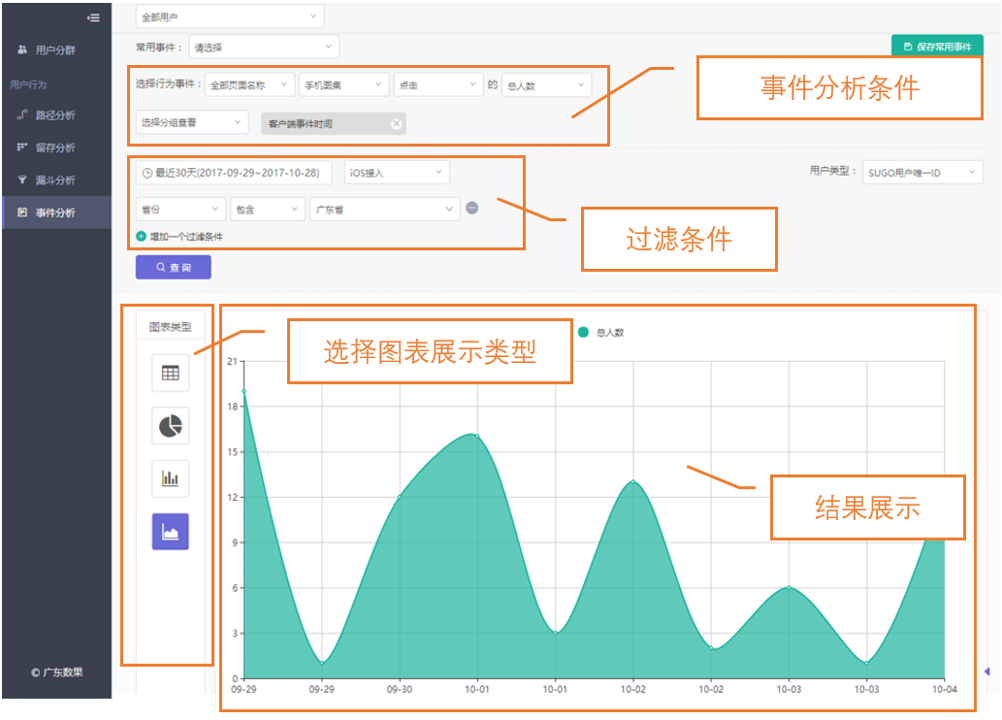 全部用户
用户分群
常用事件： 请选择
保存常用事件
用户行为
选择行为事件： 全部页面名称 手机图集 点击 的 总人数
事件分析条件
路径分析
选择分组查看 客户端事件时间
留存分析
漏斗分析
最近30天(2017-09-29~2017-10-28) iOS接入
用户类型： SUGO用户唯一ID
事件分析
省份 包含 广东省
增加一个过滤条件
过滤条件
查询
图表类型
总人数
选择图表展示类型
21
18
15
12
9
6
3
0
结果展示
09-29 09-29 09-30 10-01 10-01 10-02 10-02 10-03 10-03 10-04
© 广东数果